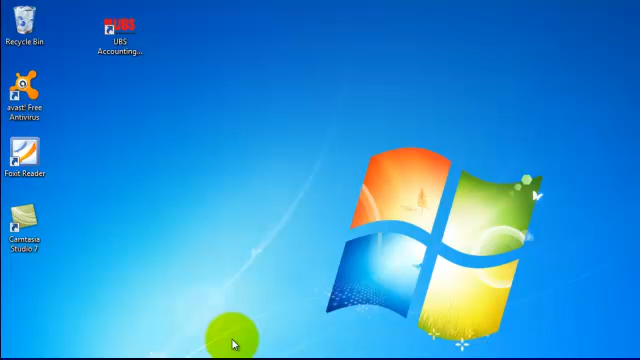 Recycle Bin
UBS
UBS
Accounting...
avast! Free
Antivirus
Foxit Reader
Camtasia
Studio 7